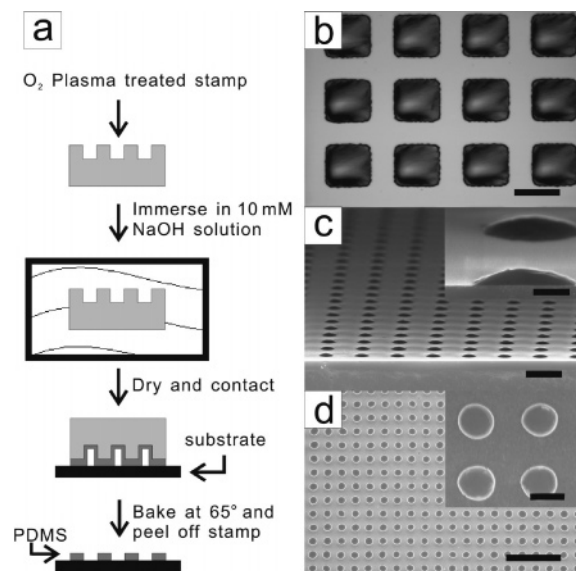 a
O₂ Plasma treated stamp
Immerse in 10 mM
NaOH solution
Dry and contact
substrate
Bake at 65° and
peel off stamp
PDMS
b
c
d